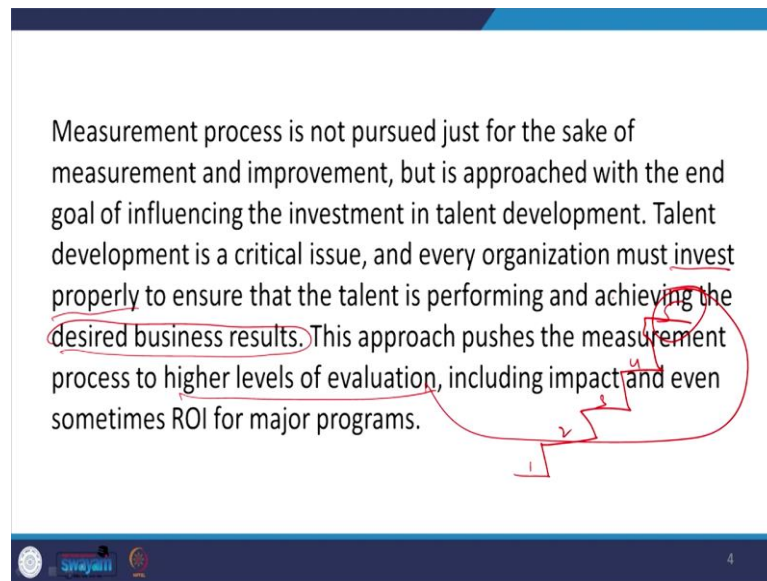 Measurement process is not pursued just for the sake of
measurement and improvement, but is approached with the end
goal of influencing the investment in talent development. Talent
development is a critical issue, and every organization must invest
properly to ensure that the talent is performing and achieving the
desired business results. This approach pushes the measurement
process to higher levels of evaluation, including impact and even
sometimes ROI for major programs.
5
4
3
2
1
swayam
4